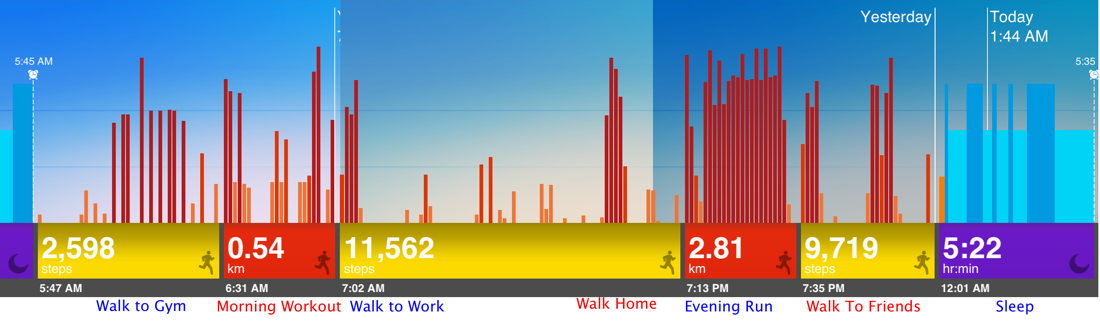 Yesterday
Today
1:44 AM
5:45 AM
5:35
2,598
steps
0.54
km
11,562
steps
2.81
km
9,719
steps
5:22
hr:min
5:47 AM
6:31 AM
7:02 AM
7:13 PM
7:35 PM
12:01 AM
Walk to Gym
Morning Workout
Walk to Work
Walk Home
Evening Run
Walk To Friends
Sleep